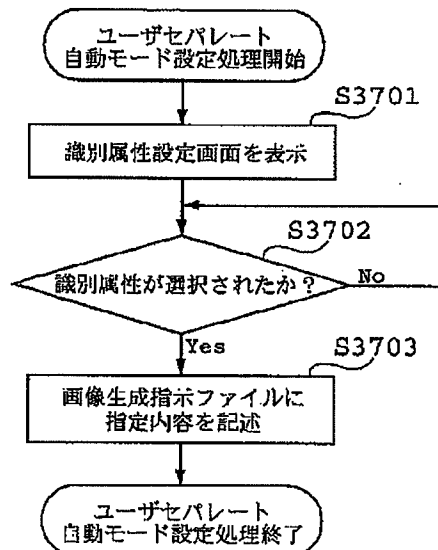 ユーザセパレート
自動モード設定処理開始
S3701
識別属性設定画面を表示
S3702
識別属性が選択されたか？
No
Yes
S3703
画像生成指示ファイルに
指定内容を記述
ユーザセパレート
自動モード設定処理終了